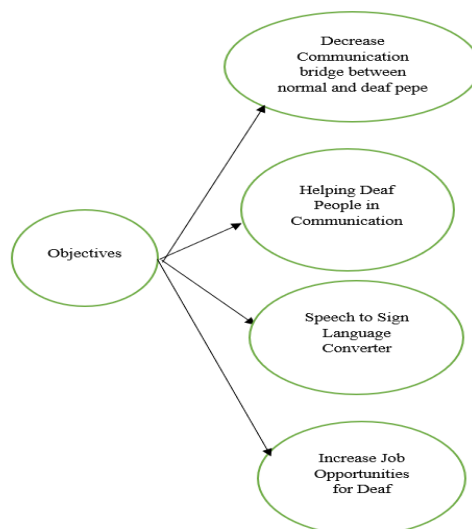 Decrease
Communication
bridge between
normal and deaf pepe
Helping Deaf
People in
Communication
Objectives
Speech to Sign
Language
Converter
Increase Job
Opportunities
for Deaf